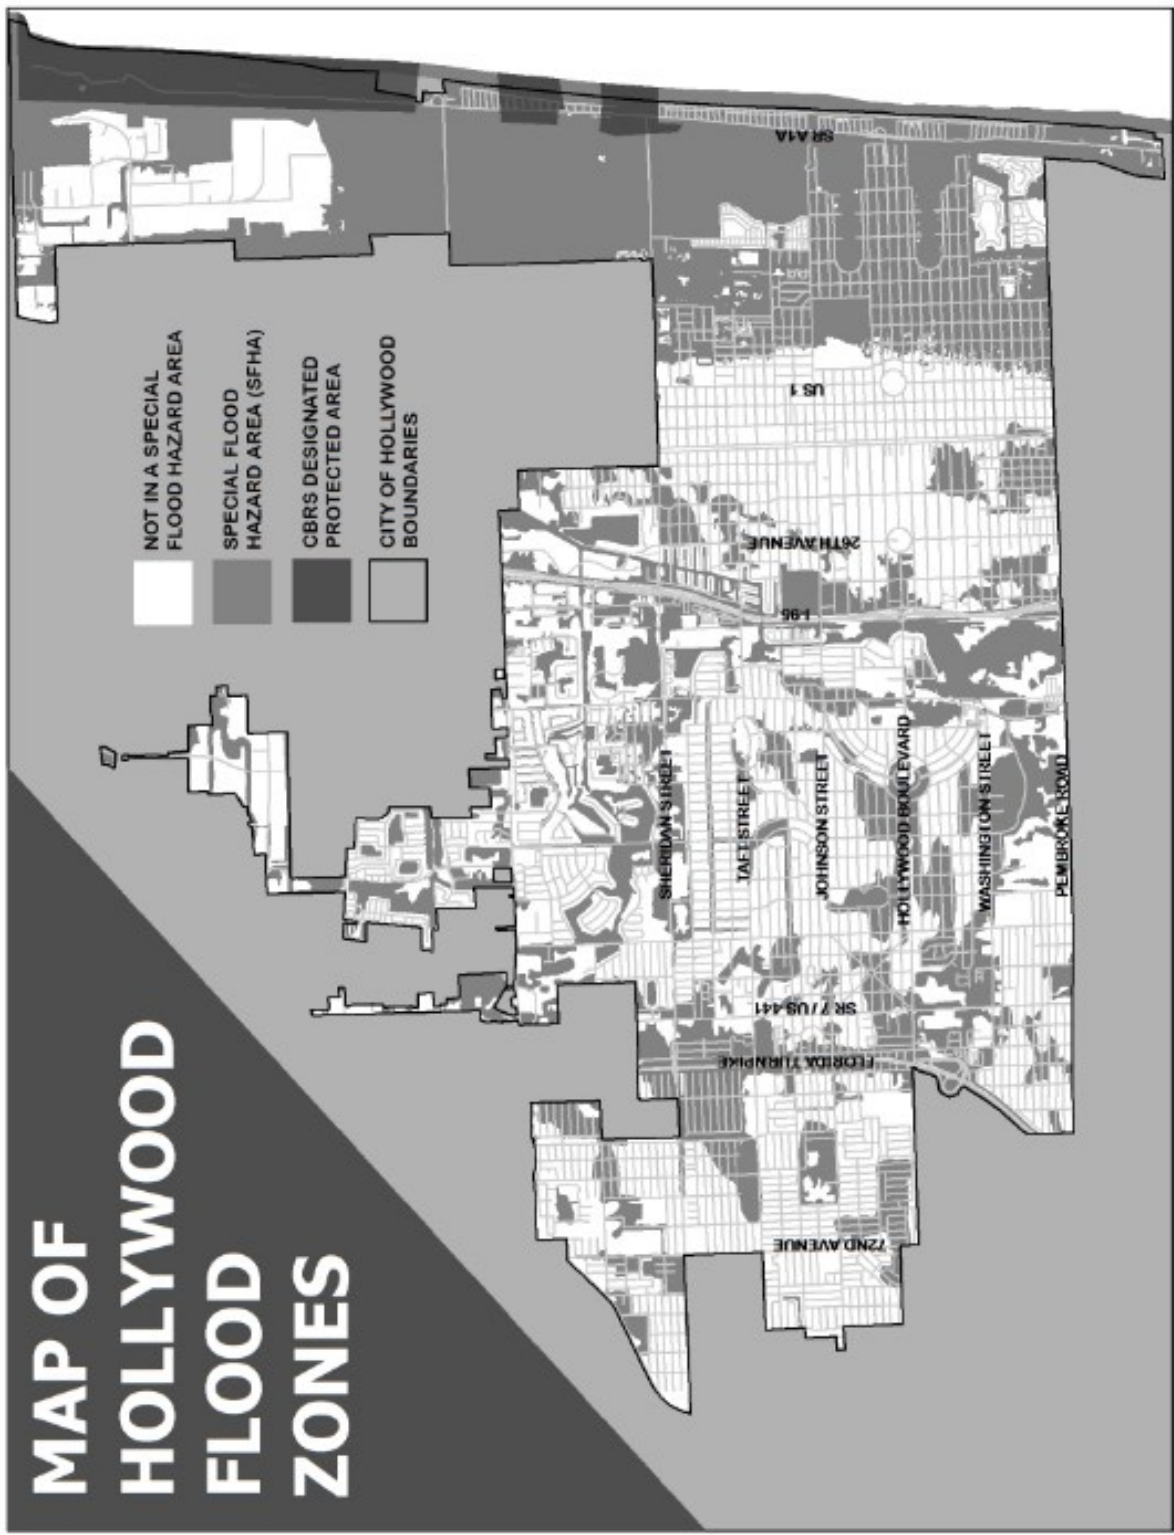 MAP OF
HOLLYWOOD
FLOOD
ZONES
NOT IN A SPECIAL
FLOOD HAZARD AREA
SPECIAL FLOOD
HAZARD AREA (SFHA)
CBRS DESIGNATED
PROTECTED AREA
CITY OF HOLLYWOOD
BOUNDARIES
SHERIDAN STREET
TAFT STREET
JOHNSON STREET
HOLLYWOOD BOULEVARD
WASHINGTON STREET
PEMBROKE ROAD
72ND AVENUE
FLORIDA TURNPIKE
SR 7 / US 441
I-95
26TH AVENUE
US 1
SR A1A